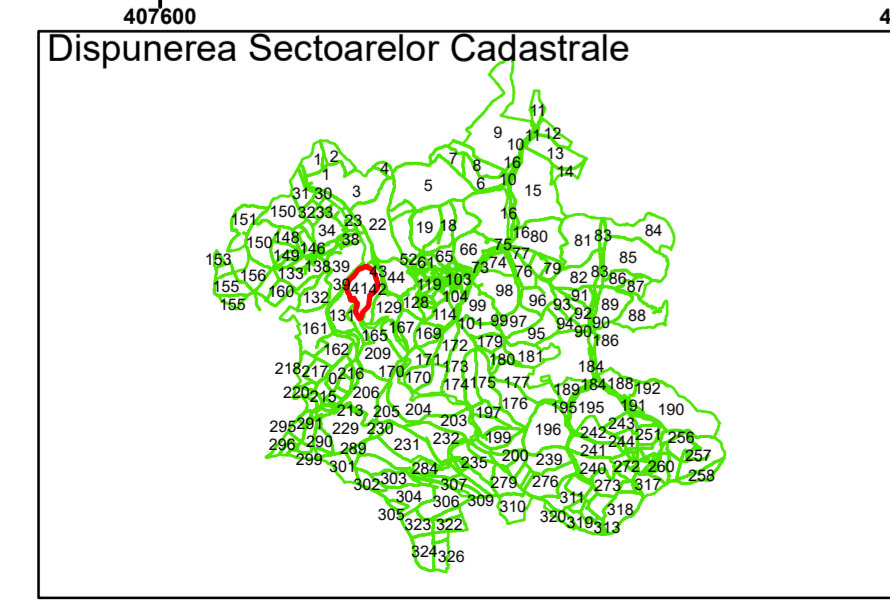 407600
4
Dispunerea Sectoarelor Cadastrale
11
9 11 12
10
13
1 2 7 8 16 14
1 4 6 10 15
31 30 3 5
150 32 33 23 22 19 18 16
151 34 16 80 81 83 84
150 148 146 38 66 75 77
153 149 138 39 43 44 52 61 65 73 74 76 79 82 83 86 85
156 133 39 41 42 119 103 98 91 87
155 160 132 129 128 104 99 96 93 92 89
155 131 114 101 99 97 94 90 90 88
161 165 167 169 95 186
162 209 172 179
218 217 216 170 171 173 180 181 184
0 170 174 175 177 189 184 188 192
220 215 206 176 195 195 191 190
213 205 204 203 197 243
295 291 229 230 196 242 244 251 256
296 290 289 231 232 199 241 257
299 301 284 235 200 239 240 272 260 258
302 303 307 279 276 273 317
304 306 309 310 311 318
305 323 322 320 319 313
324 326